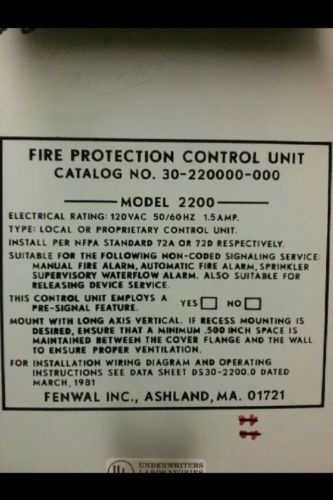 FIRE PROTECTION CONTROL UNIT
CATALOG NO. 30-220000-000
MODEL 2200
ELECTRICAL RATING: 120VAC 50/60HZ 1.5AMP.
TYPE: LOCAL OR PROPRIETARY CONTROL UNIT.
INSTALL PER NFPA STANDARD 72A OR 72D RESPECTIVELY.
SUITABLE FOR THE FOLLOWING NON-CODED SIGNALING SERVICE:
MANUAL FIRE ALARM, AUTOMATIC FIRE ALARM, SPRINKLER
SUPERVISORY WATERFLOW ALARM. ALSO SUITABLE FOR
RELEASING DEVICE SERVICE.
THIS CONTROL UNIT EMPLOYS A YES NO
PRE-SIGNAL FEATURE.
MOUNT WITH LONG AXIS VERTICAL. IF RECESS MOUNTING IS
DESIRED, ENSURE THAT A MINIMUM .500 INCH SPACE IS
MAINTAINED BETWEEN THE COVER FLANGE AND THE WALL
TO ENSURE PROPER VENTILATION.
FOR INSTALLATION WIRING DIAGRAM AND OPERATING
INSTRUCTIONS SEE DATA SHEET DS30-2200.0 DATED
MARCH, 1981
FENWAL INC., ASHLAND, MA. 01721
UL UNDERWRITERS
LABORATORIES